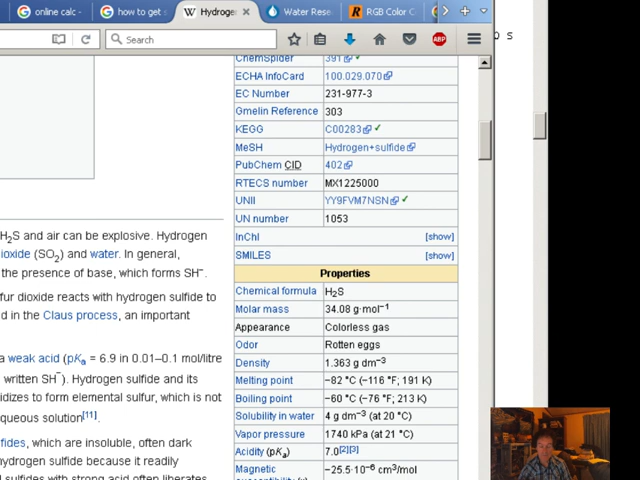 online calc -
how to get s
Hydroge
Water Rese
RGB Color C
Search
ABP
s
ChemSpider 391
ECHA InfoCard 100.029.070
EC Number 231-977-3
Gmelin Reference 303
KEGG C00283 ✓
MeSH Hydrogen+sulfide
PubChem CID 402
RTECS number MX1225000
UNII YY9FVM7NSN ✓
UN number 1053
InChI [show]
SMILES [show]
Properties
Chemical formula H₂S
Molar mass 34.08 g·mol⁻¹
Appearance Colorless gas
Odor Rotten eggs
Density 1.363 g dm⁻³
Melting point −82 °C (−116 °F; 191 K)
Boiling point −60 °C (−76 °F; 213 K)
Solubility in water 4 g dm⁻³ (at 20 °C)
Vapor pressure 1740 kPa (at 21 °C)
Acidity (pKₐ) 7.0[2][3]
Magnetic −25.5·10⁻⁶ cm³/mol
H₂S and air can be explosive. Hydrogen
ioxide (SO₂) and water. In general,
the presence of base, which forms SH⁻.
fur dioxide reacts with hydrogen sulfide to
d in the Claus process, an important
a weak acid (pKₐ = 6.9 in 0.01–0.1 mol/litre
written SH⁻). Hydrogen sulfide and its
idizes to form elemental sulfur, which is not
queous solution[11].
fides, which are insoluble, often dark
hydrogen sulfide because it readily
l sulfides with strong acid often liberates